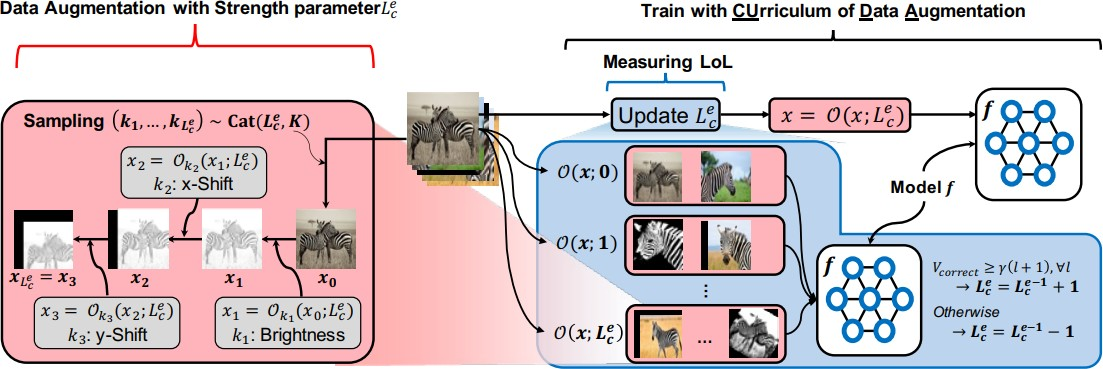 Data Augmentation with Strength parameter L_c^e
Sampling (k_1, …, k_{L_c^e}) ~ Cat(L_c^e, K)
x_2 = O_{k_2}(x_1; L_c^e)
k_2: x-Shift
x_{L_c^e} = x_3
x_2
x_1
x_0
x_3 = O_{k_3}(x_2; L_c^e)
k_3: y-Shift
x_1 = O_{k_1}(x_0; L_c^e)
k_1: Brightness
Train with CUrriculum of Data Augmentation
Measuring LoL
Update L_c^e
x = O(x; L_c^e)
f
Model f
O(x; 0)
O(x; 1)
⋮
O(x; L_c^e)
...
f
V_{correct} ≥ γ(l + 1), ∀l
→ L_c^e = L_c^{e-1} + 1
Otherwise
→ L_c^e = L_c^{e-1} − 1